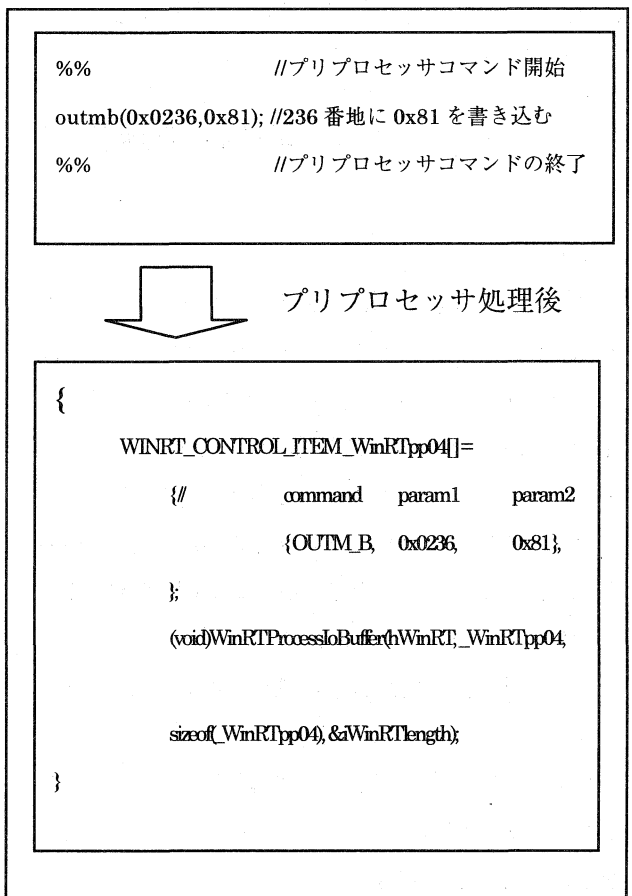 %% //プリプロセッサコマンド開始
outmb(0x0236,0x81); //236 番地に 0x81 を書き込む
%% //プリプロセッサコマンドの終了
プリプロセッサ処理後
{
WINRT_CONTROL_ITEM _WinRTpp04[]=
{// command param1 param2
{OUTM_B, 0x0236, 0x81},
};
(void)WinRTProcessIoBuffer(hWinRT, _WinRTpp04,
sizeof(_WinRTpp04), &iWinRTlength);
}